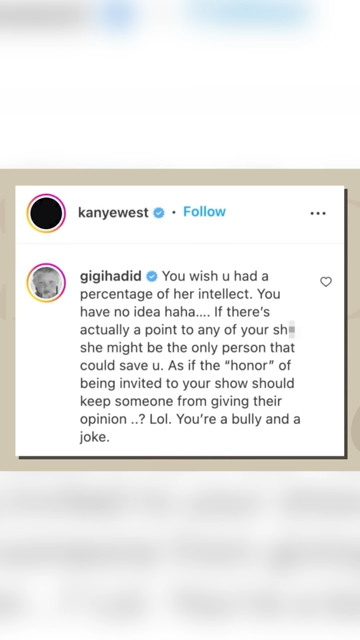 kanyewest • Follow
gigihadid You wish u had a
percentage of her intellect. You
have no idea haha.... If there's
actually a point to any of your sh
she might be the only person that
could save u. As if the “honor” of
being invited to your show should
keep someone from giving their
opinion ..? Lol. You're a bully and a
joke.